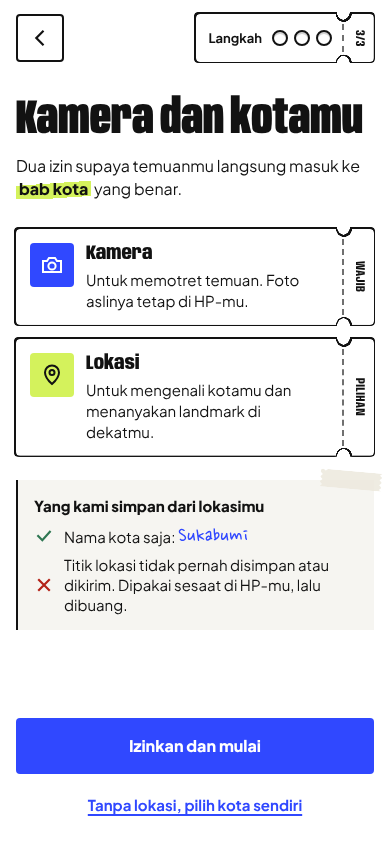 Langkah
3/3
Kamera dan kotamu
Dua izin supaya temuanmu langsung masuk ke
bab kota yang benar.
Kamera
Untuk memotret temuan. Foto
aslinya tetap di HP-mu.
WAJIB
Lokasi
Untuk mengenali kotamu dan
menanyakan landmark di
dekatmu.
PILIHAN
Yang kami simpan dari lokasimu
Nama kota saja: Sukabumi
Titik lokasi tidak pernah disimpan atau
dikirim. Dipakai sesaat di HP-mu, lalu
dibuang.
Izinkan dan mulai
Tanpa lokasi, pilih kota sendiri